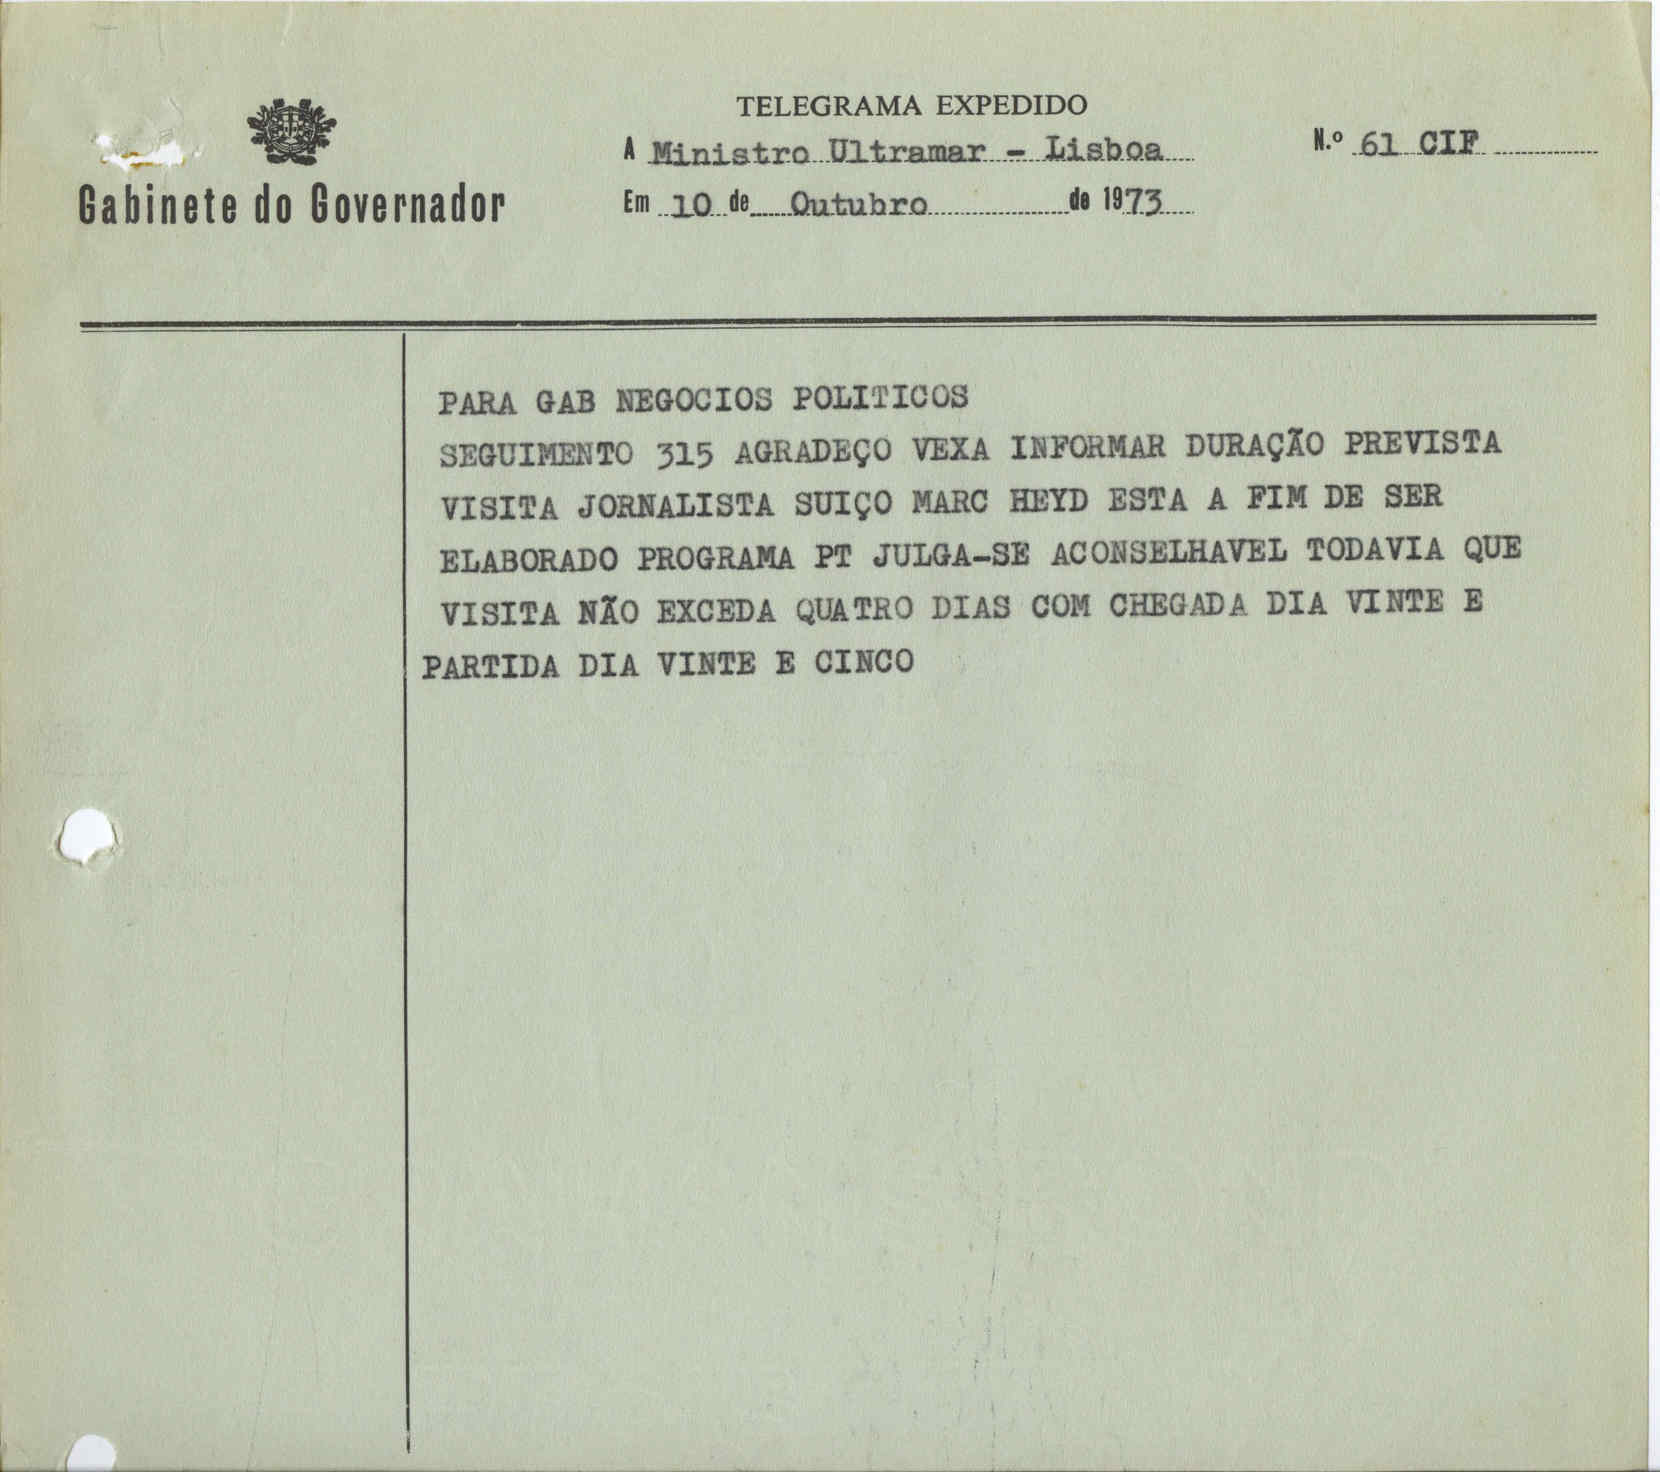 TELEGRAMA EXPEDIDO
A Ministro Ultramar - Lisboa
N.º 61 CIF
Gabinete do Governador
Em 10 de Outubro de 1973
PARA GAB NEGOCIOS POLITICOS
SEGUIMENTO 315 AGRADEÇO VEXA INFORMAR DURAÇÃO PREVISTA
VISITA JORNALISTA SUIÇO MARC HEYD ESTA A FIM DE SER
ELABORADO PROGRAMA PT JULGA-SE ACONSELHAVEL TODAVIA QUE
VISITA NÃO EXCEDA QUATRO DIAS COM CHEGADA DIA VINTE E
PARTIDA DIA VINTE E CINCO